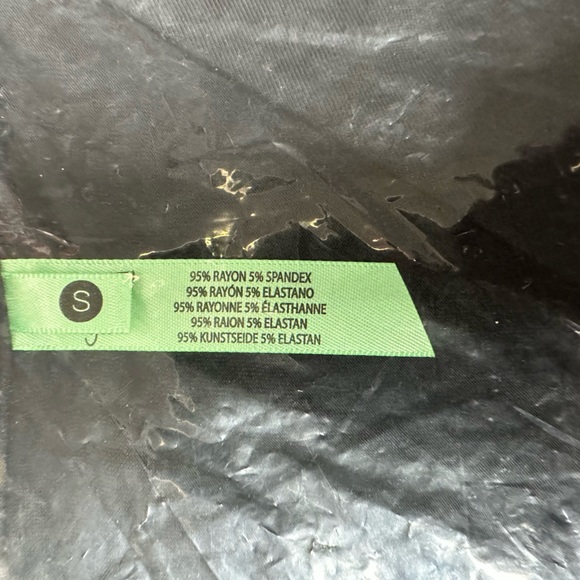 S
95% RAYON 5% SPANDEX
95% RAYÓN 5% ELASTANO
95% RAYONNE 5% ÉLASTHANNE
95% RAION 5% ELASTAN
95% KUNSTSEIDE 5% ELASTAN